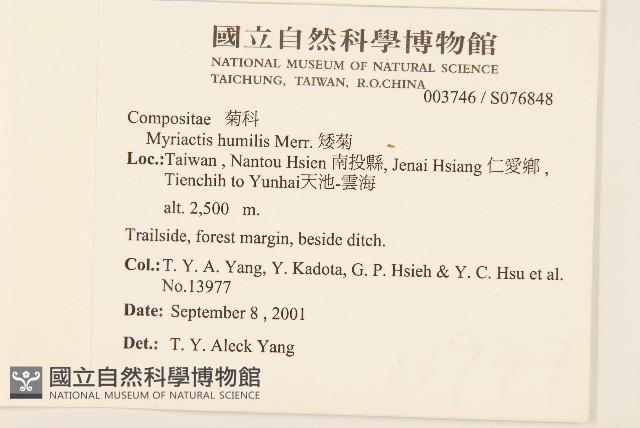 國立自然科學博物館
NATIONAL MUSEUM OF NATURAL SCIENCE
TAICHUNG, TAIWAN, R.O.CHINA
003746 / S076848
Compositae 菊科
Myriactis humilis Merr. 矮菊
Loc.:Taiwan , Nantou Hsien 南投縣, Jenai Hsiang 仁愛鄉 ,
Tienchih to Yunhai天池-雲海
alt. 2,500 m.
Trailside, forest margin, beside ditch.
Col.:T. Y. A. Yang, Y. Kadota, G. P. Hsieh & Y. C. Hsu et al.
No.13977
Date: September 8 , 2001
Det.: T. Y. Aleck Yang
國立自然科學博物館
NATIONAL MUSEUM OF NATURAL SCIENCE